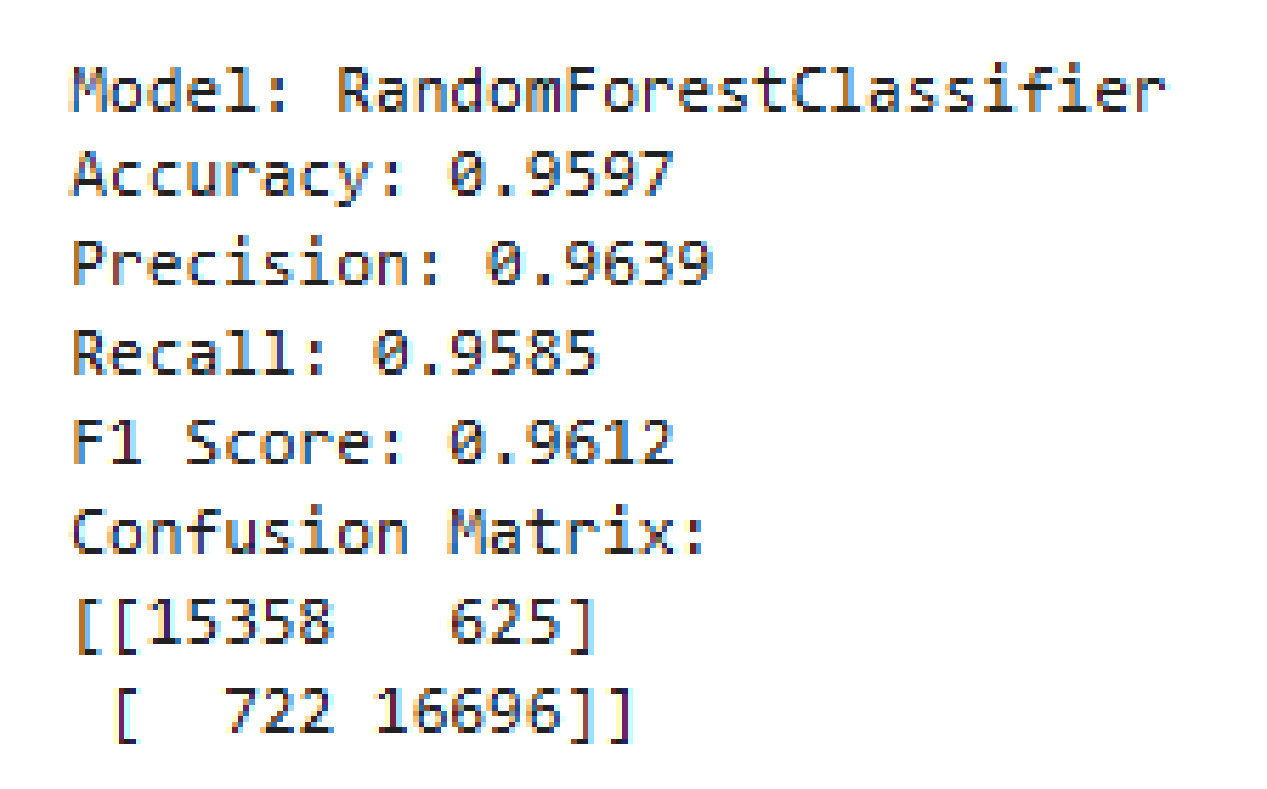 Model: RandomForestClassifier
Accuracy: 0.9597
Precision: 0.9639
Recall: 0.9585
F1 Score: 0.9612
Confusion Matrix:
[[15358   625]
 [  722 16696]]